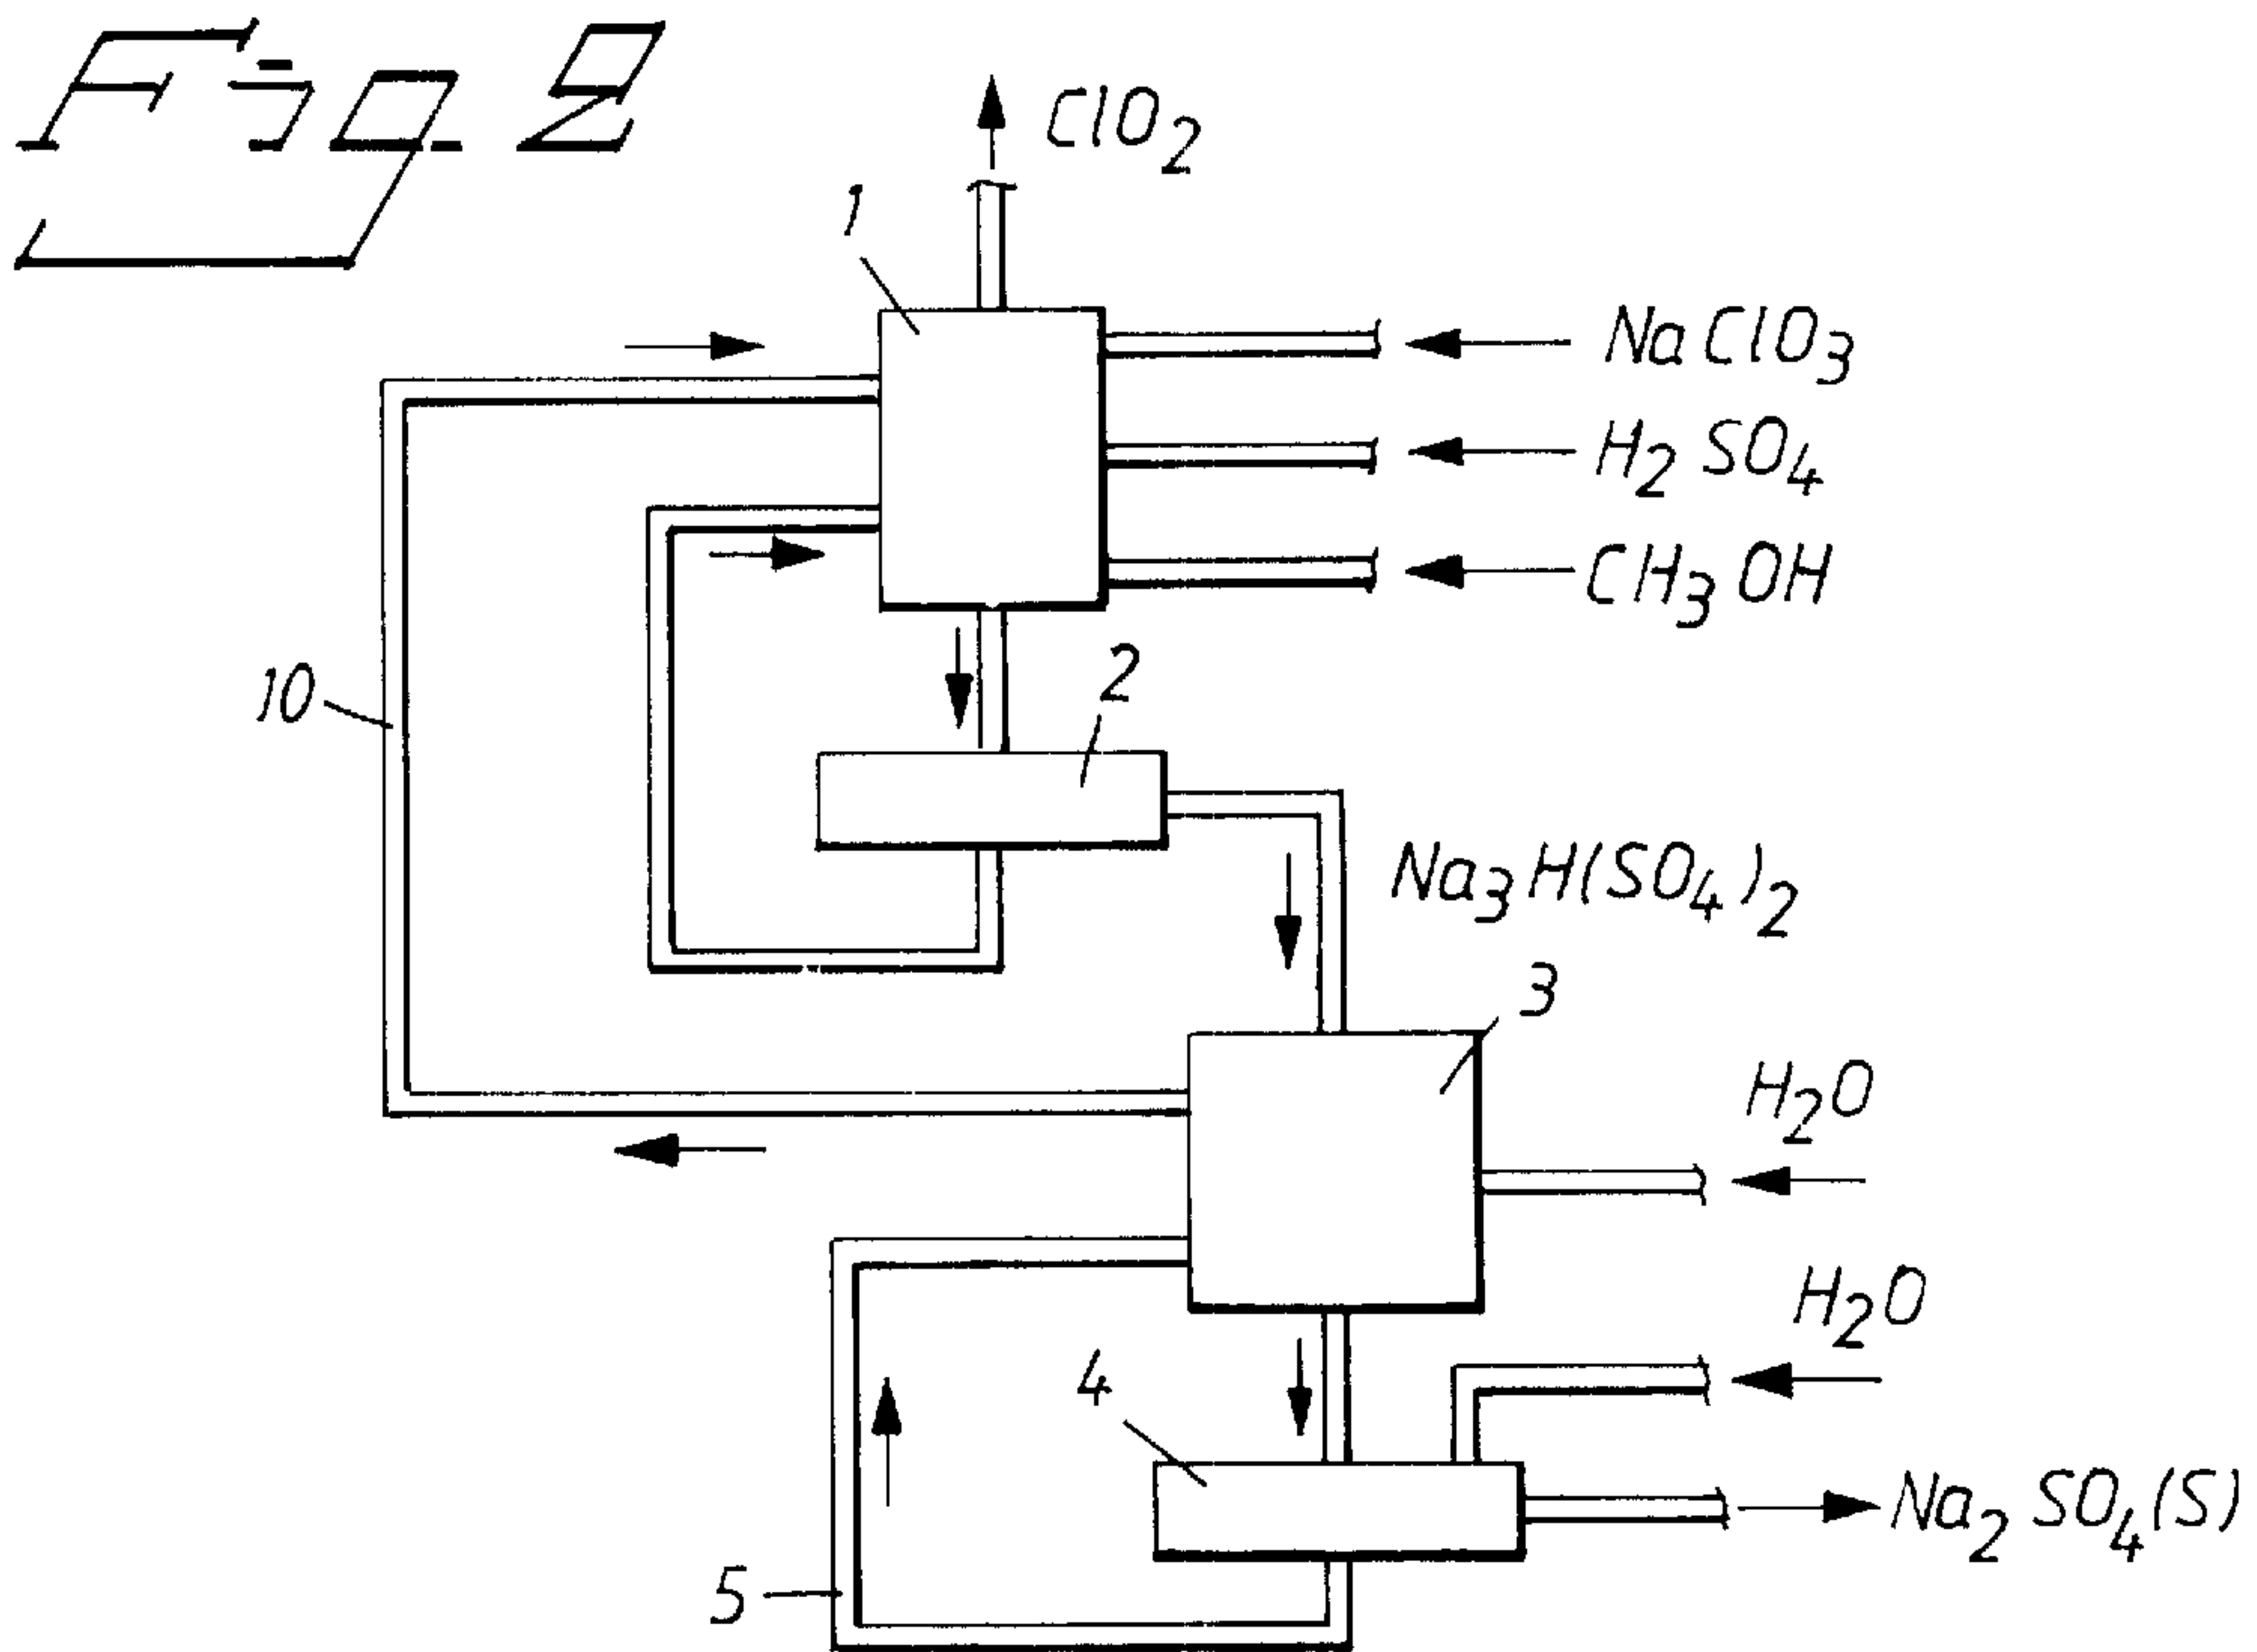 Fig. 2
ClO₂
1
NaClO₃
H₂SO₄
CH₃OH
10
2
Na₃H(SO₄)₂
3
H₂O
H₂O
4
Na₂SO₄(S)
5